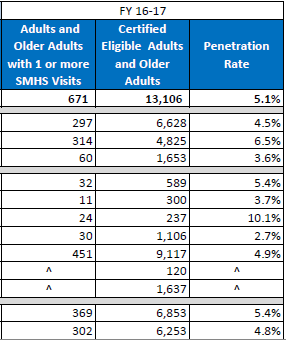 FY 16-17
Adults and Older Adults with 1 or more SMHS Visits Certified Eligible Adults and Older Adults Penetration Rate
671 13,106 5.1%
297 6,628 4.5%
314 4,825 6.5%
60 1,653 3.6%
32 589 5.4%
11 300 3.7%
24 237 10.1%
30 1,106 2.7%
451 9,117 4.9%
^ 120 ^
^ 1,637 ^
369 6,853 5.4%
302 6,253 4.8%